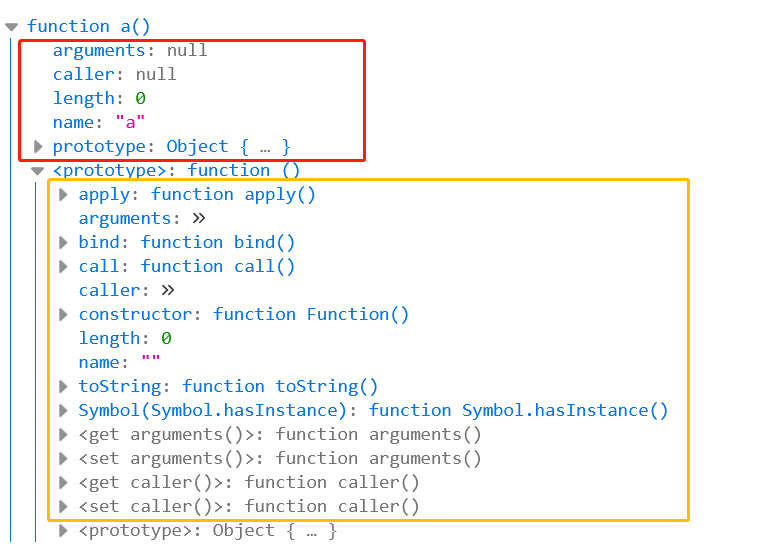 function a()
arguments: null
caller: null
length: 0
name: "a"
prototype: Object { … }
<prototype>: function ()
apply: function apply()
arguments: »
bind: function bind()
call: function call()
caller: »
constructor: function Function()
length: 0
name: ""
toString: function toString()
Symbol(Symbol.hasInstance): function Symbol.hasInstance()
<get arguments()>: function arguments()
<set arguments()>: function arguments()
<get caller()>: function caller()
<set caller()>: function caller()
<prototype>: Object { … }